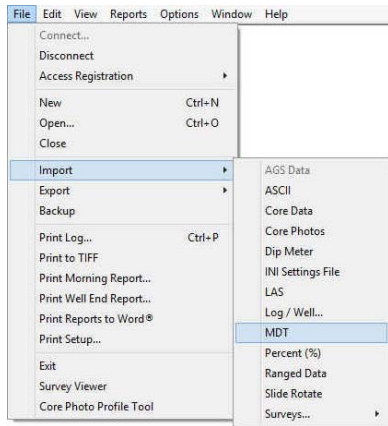 File Edit View Reports Options Window Help
Connect...
Disconnect
Access Registration
New Ctrl+N
Open... Ctrl+O
Close
Import
Export
Backup
Print Log... Ctrl+P
Print to TIFF
Print Morning Report...
Print Well End Report...
Print Reports to Word®
Print Setup...
Exit
Survey Viewer
Core Photo Profile Tool
AGS Data
ASCII
Core Data
Core Photos
Dip Meter
INI Settings File
LAS
Log / Well...
MDT
Percent (%)
Ranged Data
Slide Rotate
Surveys...